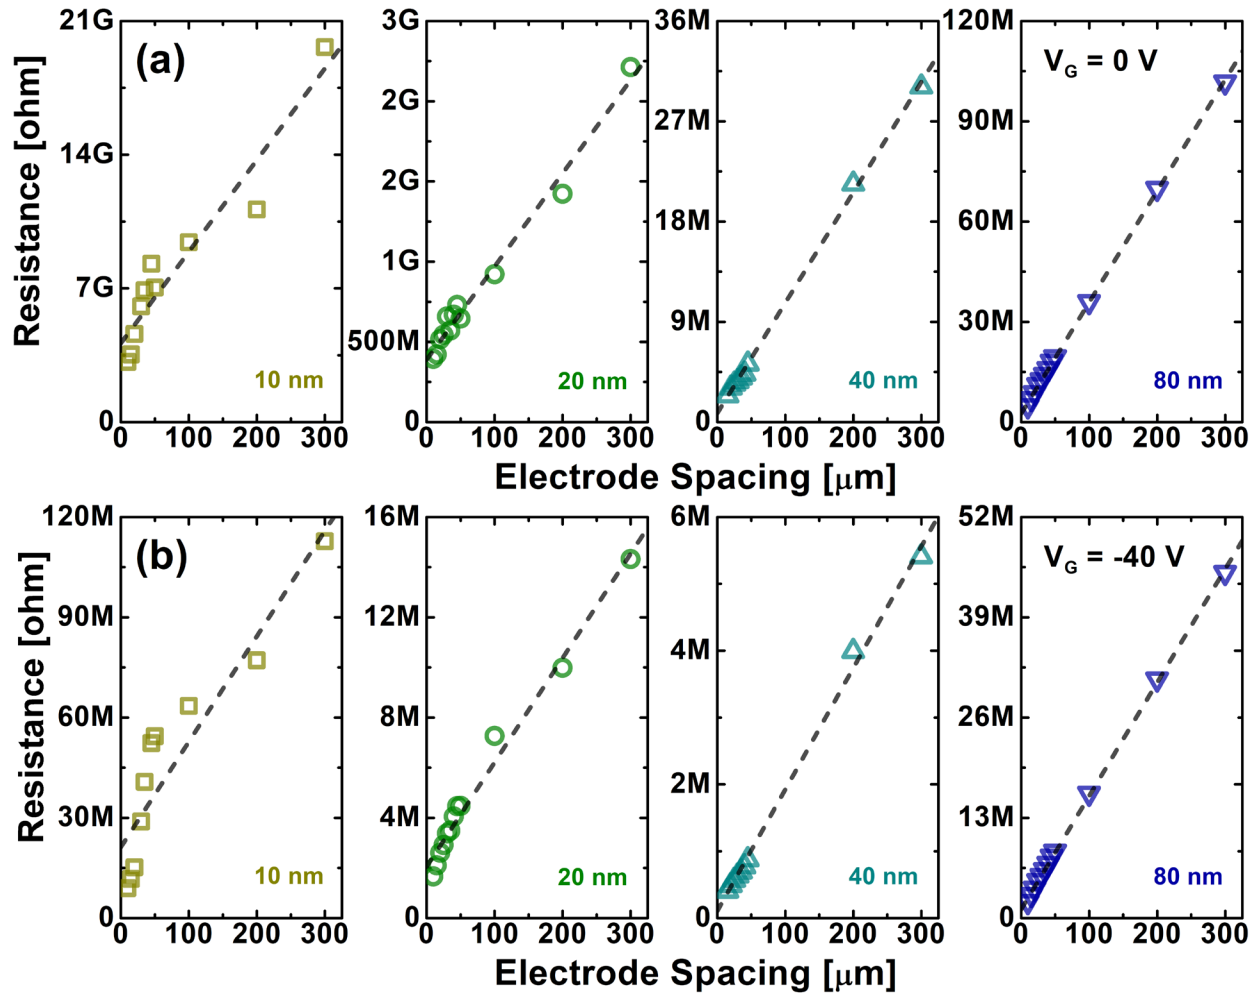 (a)
V_G = 0 V
Resistance [ohm]
21G
14G
7G
0
0 100 200 300
10 nm
3G
2G
2G
1G
500M
0
0 100 200 300
20 nm
36M
27M
18M
9M
0
0 100 200 300
40 nm
120M
90M
60M
30M
0
0 100 200 300
80 nm
Electrode Spacing [μm]
(b)
V_G = -40 V
Resistance [ohm]
120M
90M
60M
30M
0
0 100 200 300
10 nm
16M
12M
8M
4M
0
0 100 200 300
20 nm
6M
4M
2M
0
0 100 200 300
40 nm
52M
39M
26M
13M
0
0 100 200 300
80 nm
Electrode Spacing [μm]